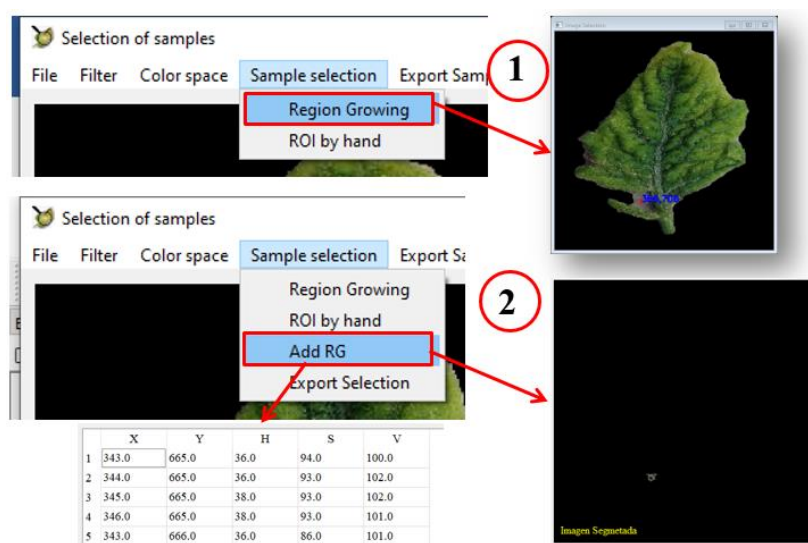 Selection of samples
File Filter Color space Sample selection Export Sam
Region Growing
ROI by hand
1
Imagen Seleccion
Selection of samples
File Filter Color space Sample selection Export Sa
Region Growing
ROI by hand
Add RG
Export Selection
2
X Y H S V
1 343.0 665.0 36.0 94.0 100.0
2 344.0 665.0 36.0 93.0 102.0
3 345.0 665.0 38.0 93.0 102.0
4 346.0 665.0 38.0 93.0 101.0
5 343.0 666.0 36.0 86.0 101.0
Imagen Segmetada